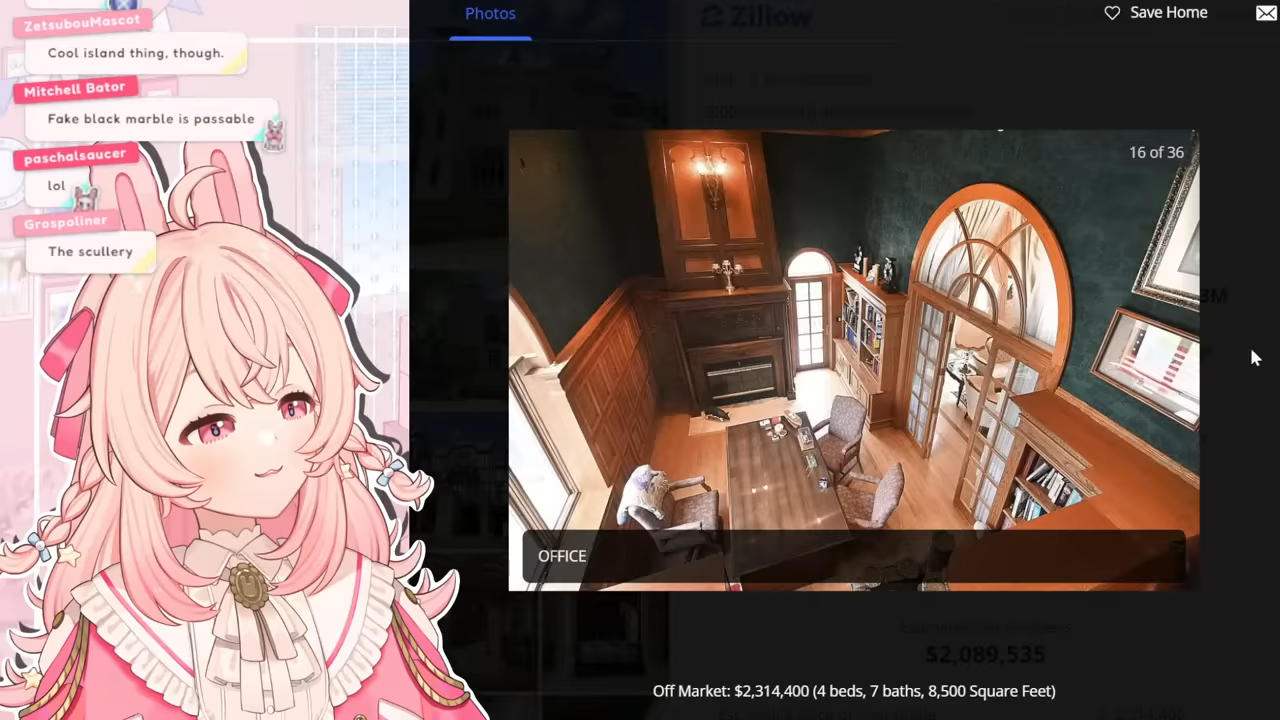 ZetsubouMascot
Cool island thing, though.
Mitchell Bator
Fake black marble is passable
paschalsaucer
lol
Grospoliner
The scullery
Photos
Zillow
Save Home
16 of 36
OFFICE
$2,089,535
Off Market: $2,314,400 (4 beds, 7 baths, 8,500 Square Feet)